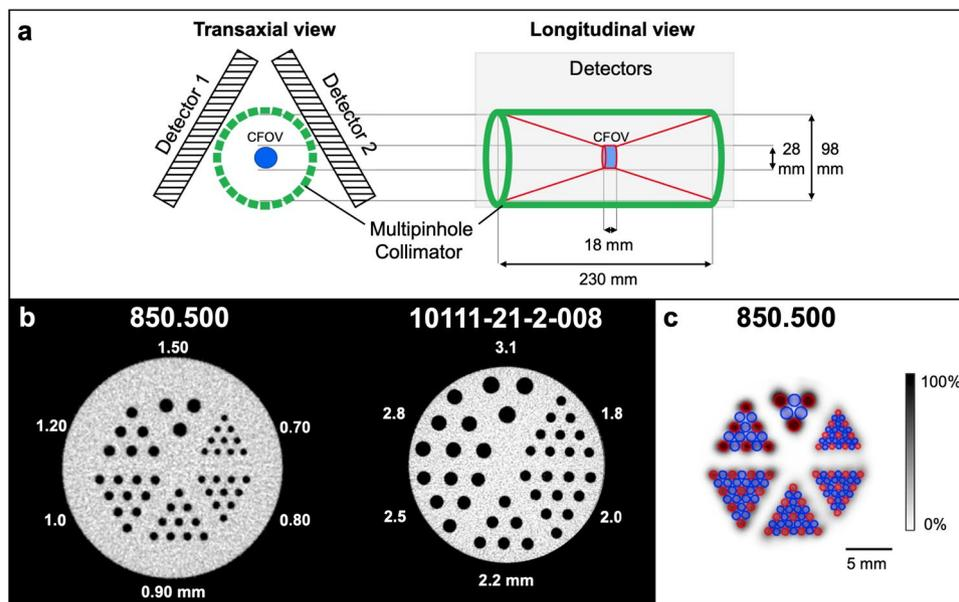 a
Transaxial view
Longitudinal view
Detector 1
Detector 2
CFOV
Detectors
CFOV
28
mm
98
mm
Multipinhole
Collimator
18 mm
230 mm
b
850.500
10111-21-2-008
1.50
1.20
0.70
1.0
0.80
0.90 mm
3.1
2.8
1.8
2.5
2.0
2.2 mm
c
850.500
100%
0%
5 mm